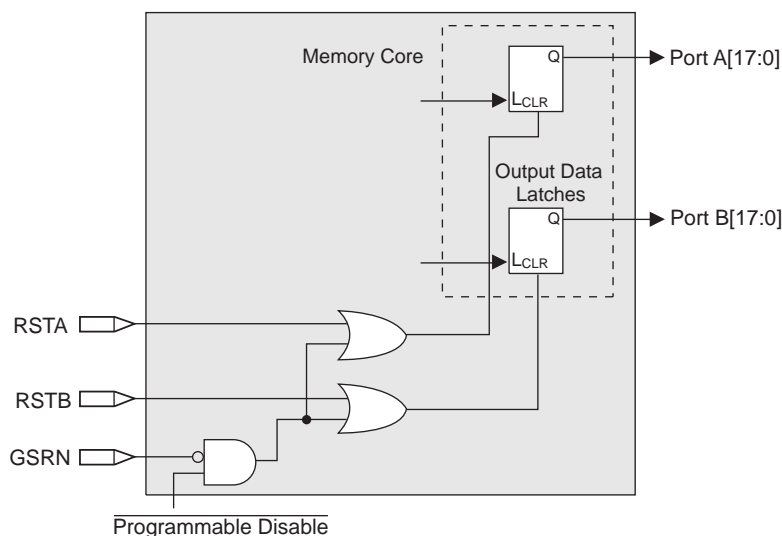 Memory Core
Q
Port A[17:0]
LCLR
Output Data
Latches
Q
Port B[17:0]
LCLR
RSTA
RSTB
GSRN
Programmable Disable